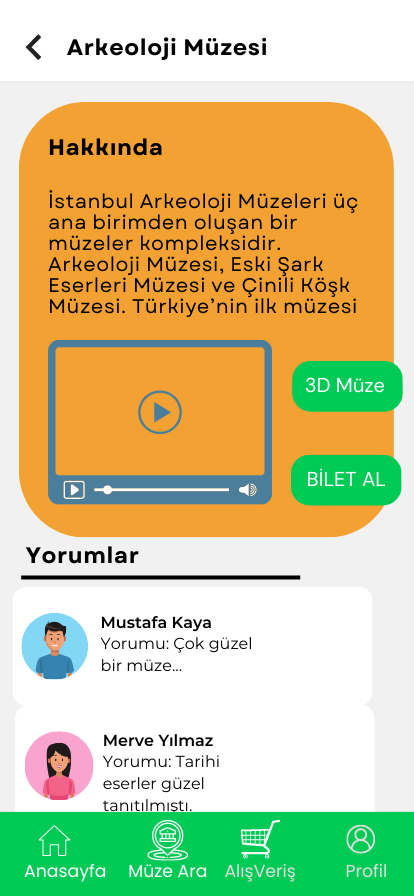 Arkeoloji Müzesi
Hakkında
İstanbul Arkeoloji Müzeleri üç
ana birimden oluşan bir
müzeler kompleksidir.
Arkeoloji Müzesi, Eski Şark
Eserleri Müzesi ve Çinili Köşk
Müzesi. Türkiye’nin ilk müzesi
3D Müze
BİLET AL
Yorumlar
Mustafa Kaya
Yorumu: Çok güzel
bir müze...
Merve Yılmaz
Yorumu: Tarihi
eserler güzel
tanıtılmıştı.
Anasayfa
Müze Ara
AlışVeriş
Profil